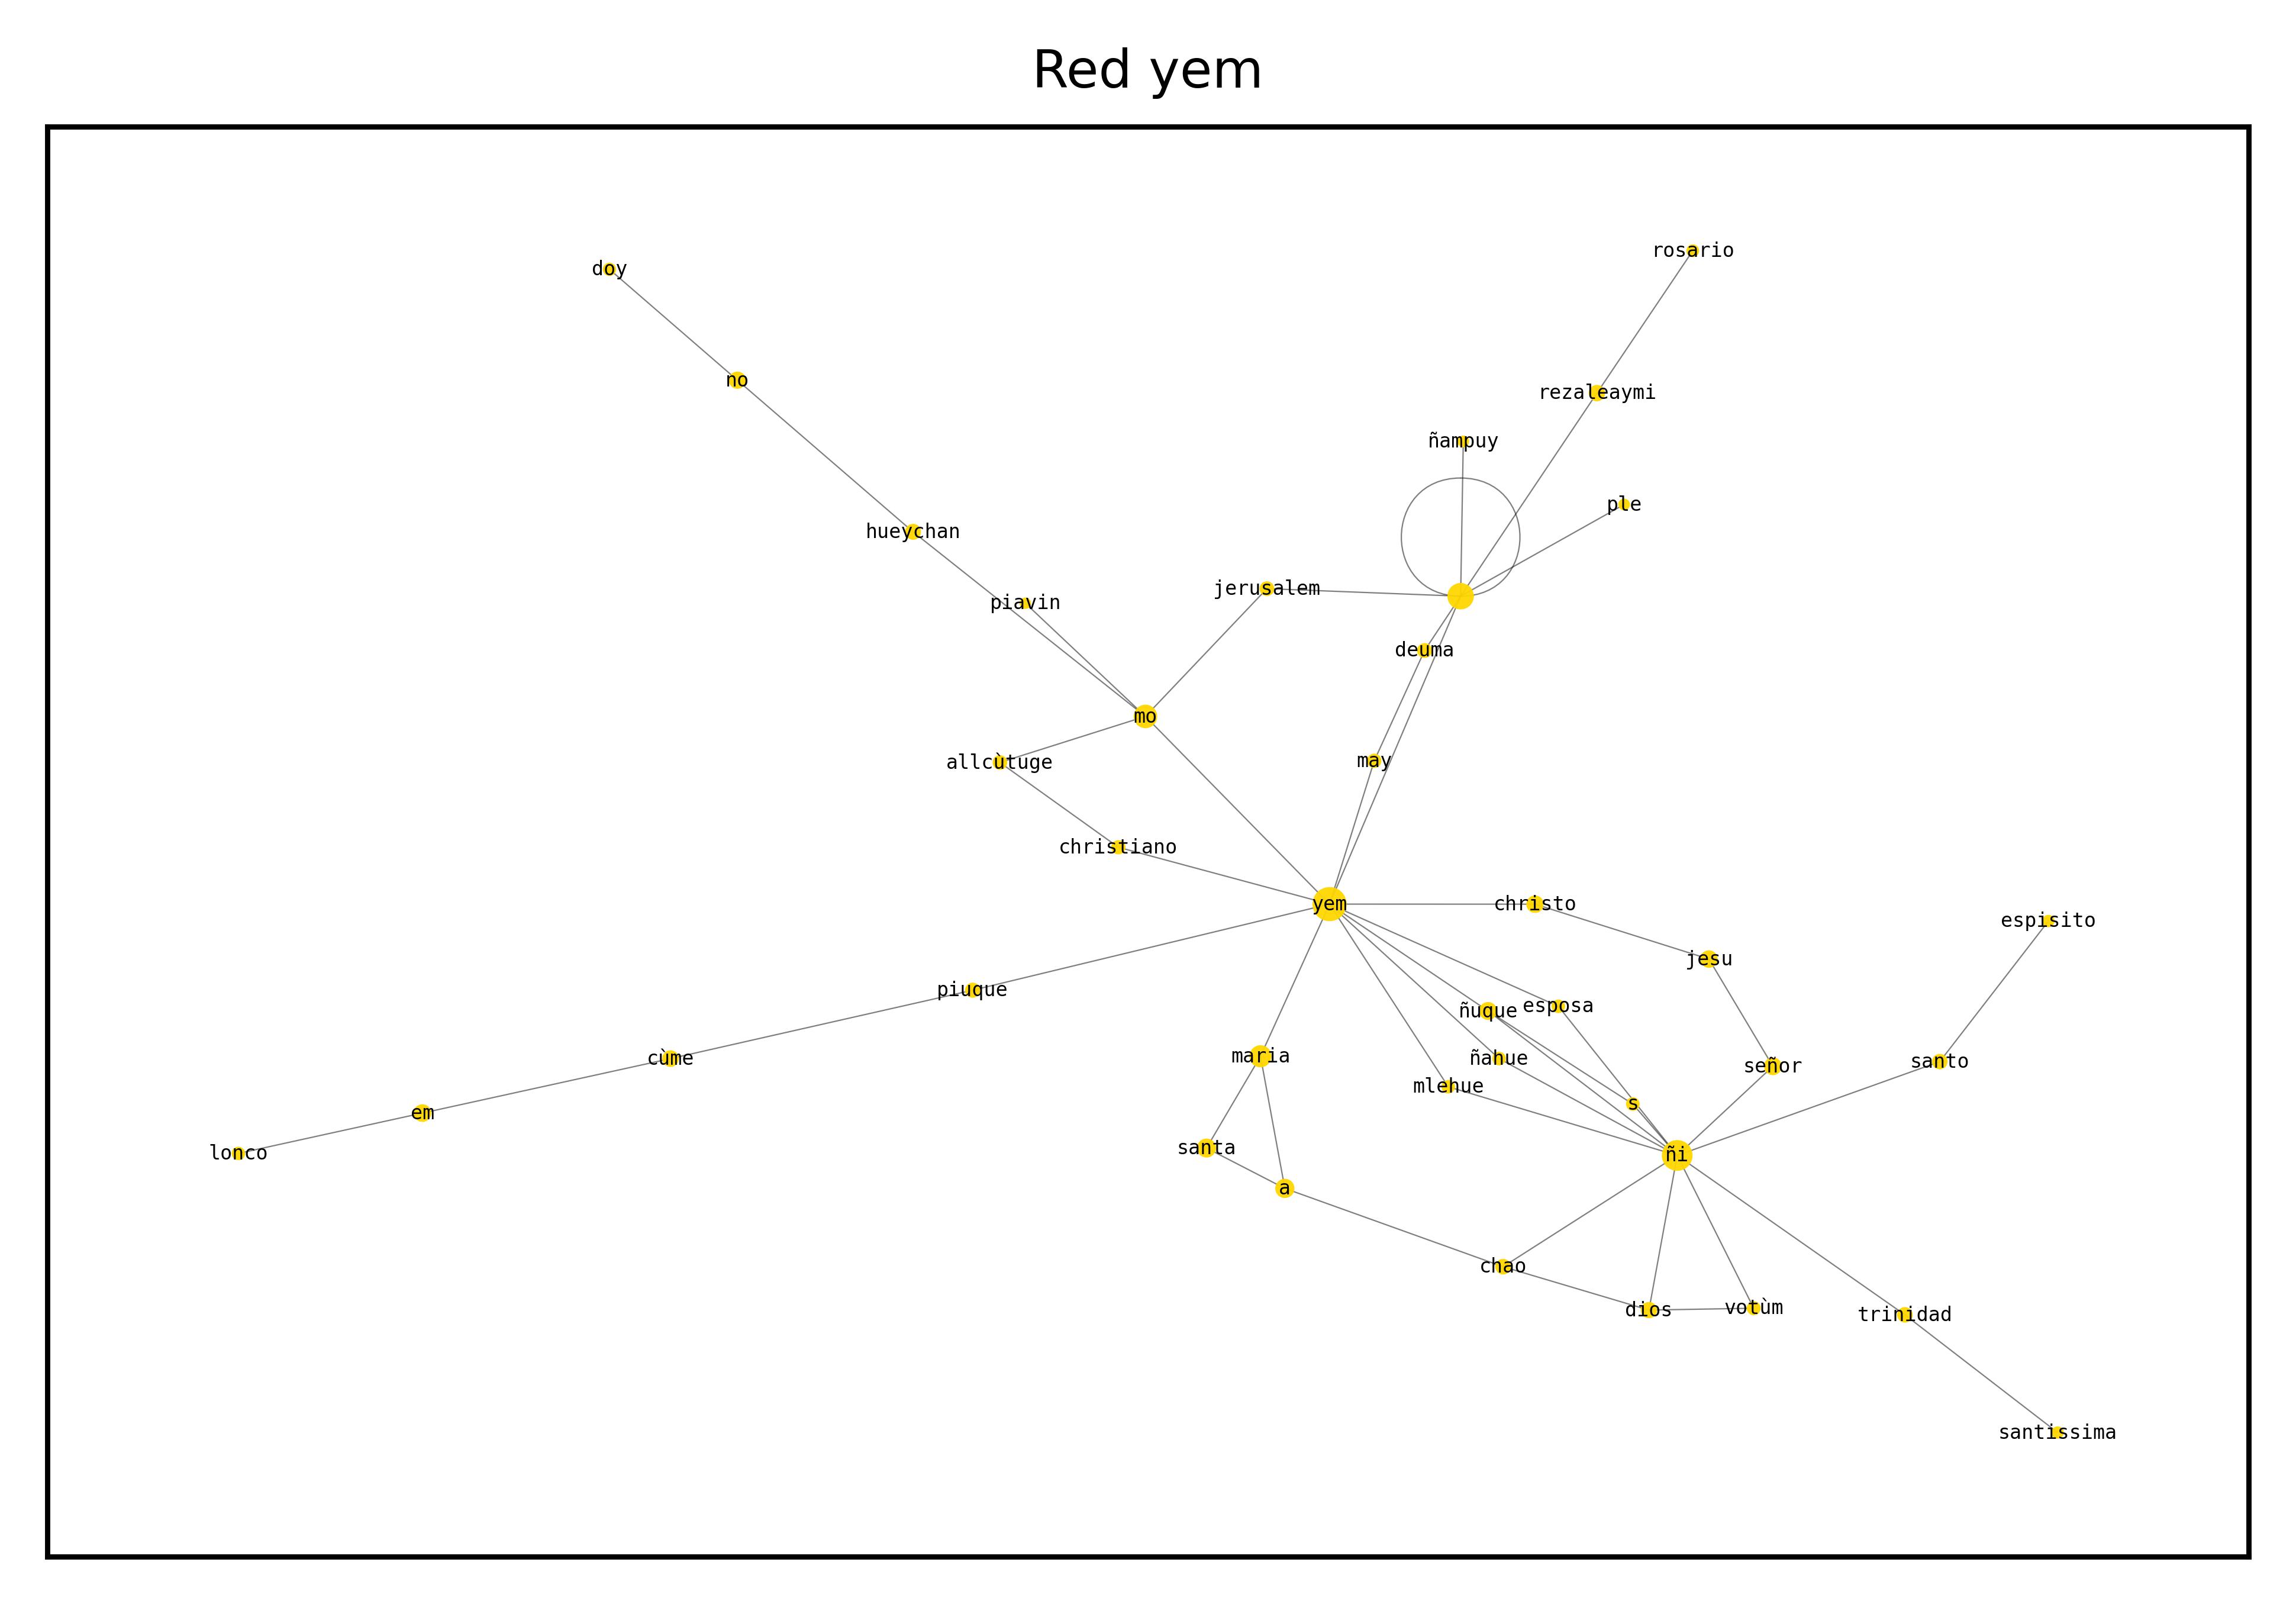 Red yem
rosario
doy
no
rezaleaymi
ñampuy
ple
hueychan
jerusalem
piavin
deuma
mo
may
allcùtuge
christiano
yem
christo
espisito
jesu
piuque
esposa
ñuque
maria
cùme
ñahue
santo
señor
mlehue
s
em
santa
lonco
ñi
a
chao
votùm
dios
trinidad
santissima